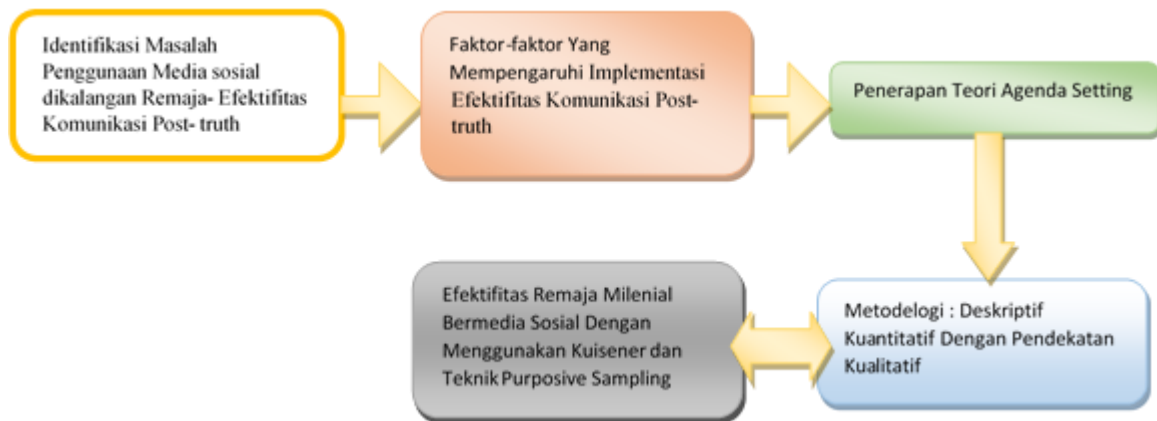 Identifikasi Masalah
Penggunaan Media sosial
dikalangan Remaja- Efektifitas
Komunikasi Post- truth
Faktor-faktor Yang
Mempengaruhi Implementasi
Efektifitas Komunikasi Post-
truth
Penerapan Teori Agenda Setting
Metodelogi : Deskriptif
Kuantitatif Dengan Pendekatan
Kualitatif
Efektifitas Remaja Milenial
Bermedia Sosial Dengan
Menggunakan Kuisener dan
Teknik Purposive Sampling